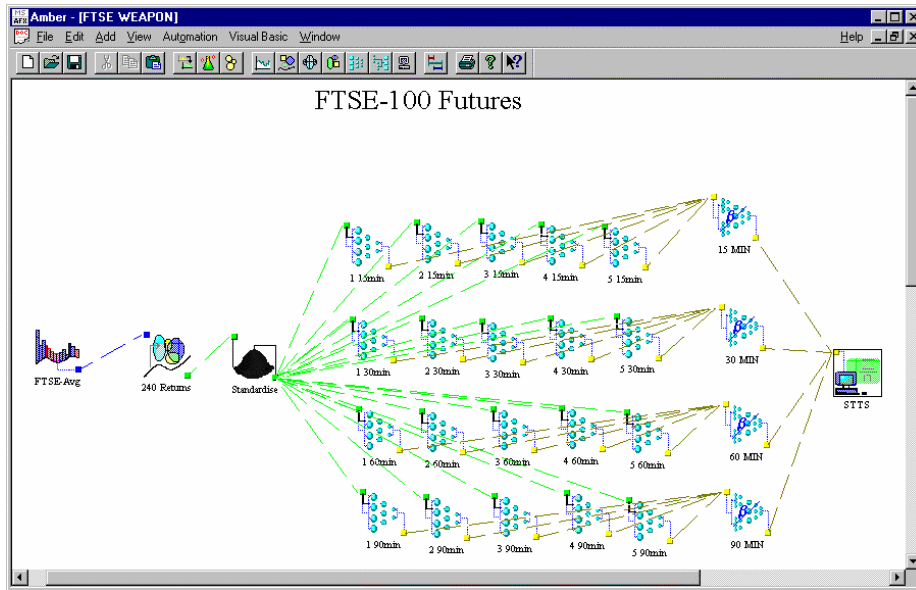 MS
AFX
Amber - [FTSE WEAPON]
DOC
File Edit Add View Automation Visual Basic Window Help
FTSE-100 Futures
1 15min 2 15min 3 15min 4 15min 5 15min 15 MIN
1 30min 2 30min 3 30min 4 30min 5 30min 30 MIN
FTSE-Avg 240 Returns Standardise STTS
1 60min 2 60min 3 60min 4 60min 5 60min 60 MIN
1 90min 2 90min 3 90min 4 90min 5 90min 90 MIN